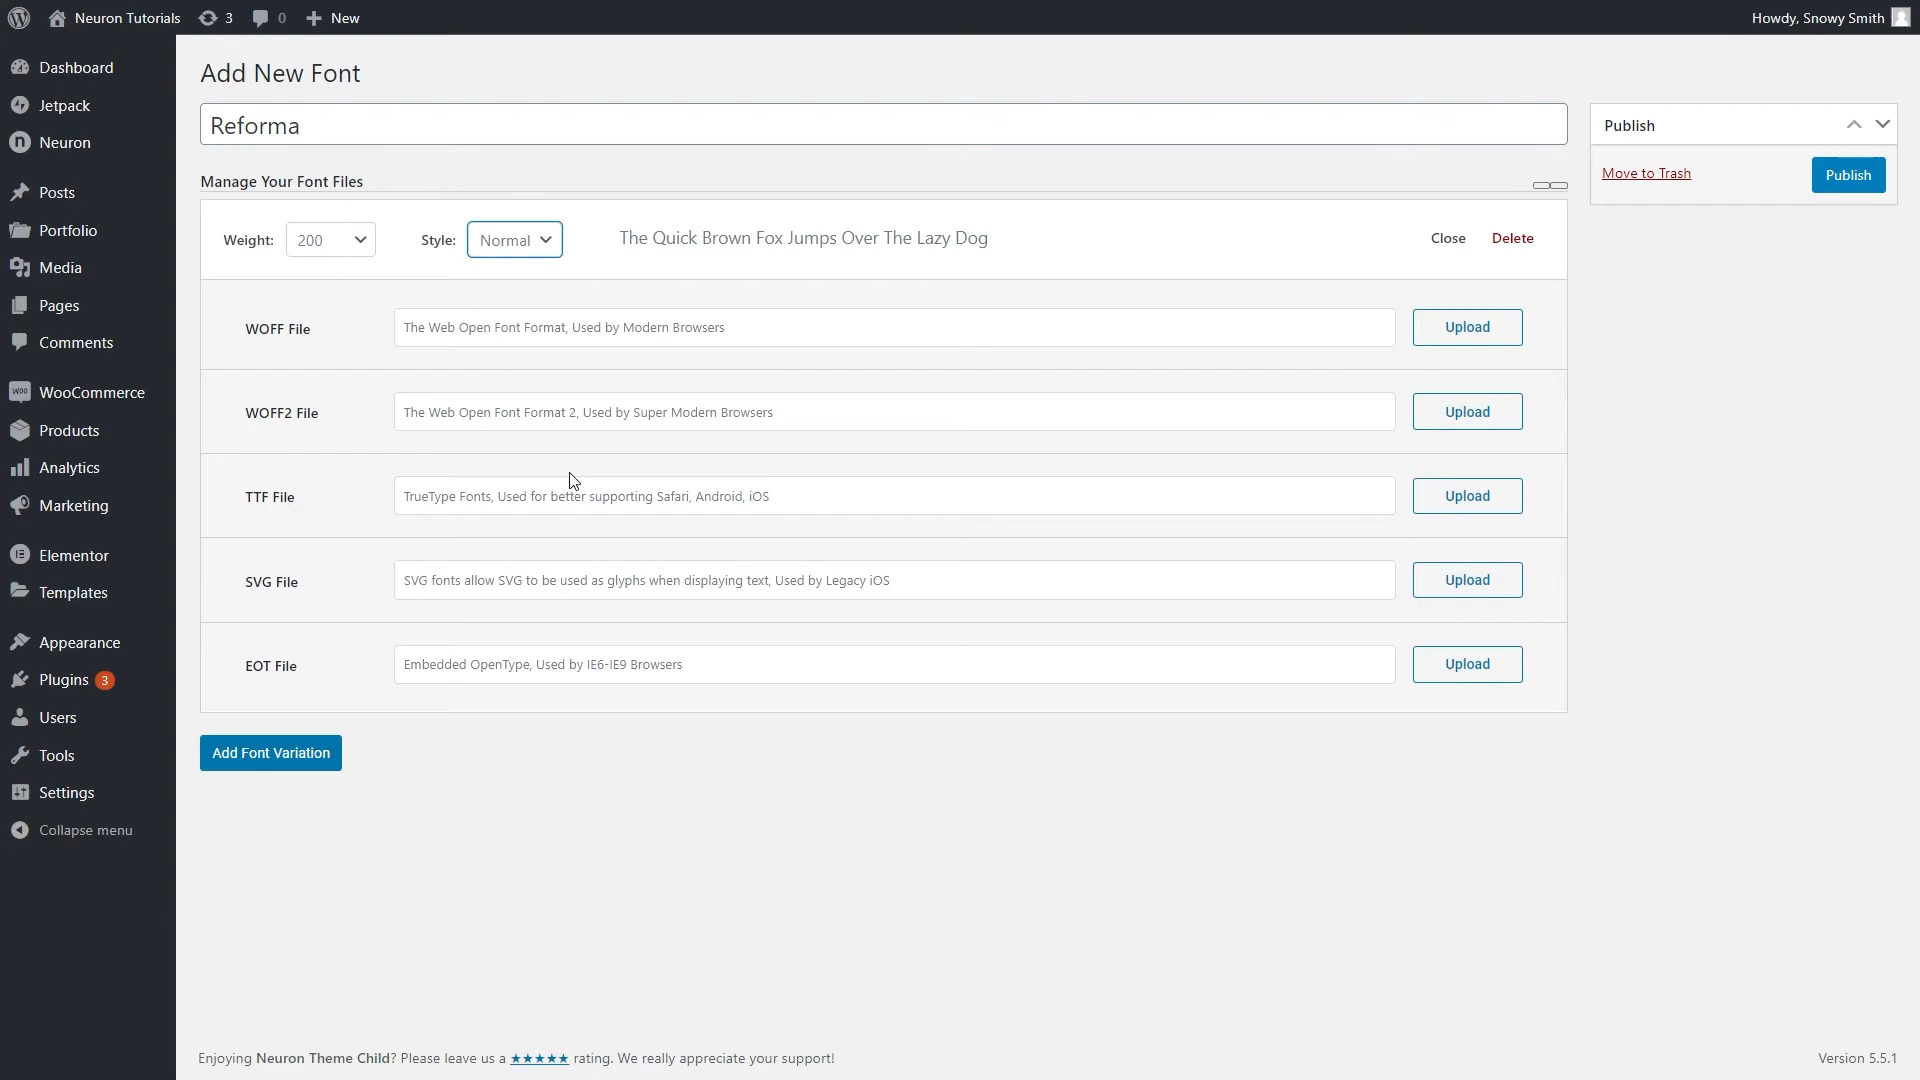 Neuron Tutorials
3
0
New
Howdy, Snowy Smith
Dashboard
Jetpack
Neuron
Posts
Portfolio
Media
Pages
Comments
WooCommerce
Products
Analytics
Marketing
Elementor
Templates
Appearance
Plugins 3
Users
Tools
Settings
Collapse menu
Add New Font
Reforma
Manage Your Font Files
Weight: 200 Style: Normal The Quick Brown Fox Jumps Over The Lazy Dog Close Delete
WOFF File The Web Open Font Format, Used by Modern Browsers Upload
WOFF2 File The Web Open Font Format 2, Used by Super Modern Browsers Upload
TTF File TrueType Fonts, Used for better supporting Safari, Android, iOS Upload
SVG File SVG fonts allow SVG to be used as glyphs when displaying text, Used by Legacy iOS Upload
EOT File Embedded OpenType, Used by IE6-IE9 Browsers Upload
Add Font Variation
Publish
Move to Trash Publish
Enjoying Neuron Theme Child? Please leave us a ★★★★★ rating. We really appreciate your support!
Version 5.5.1